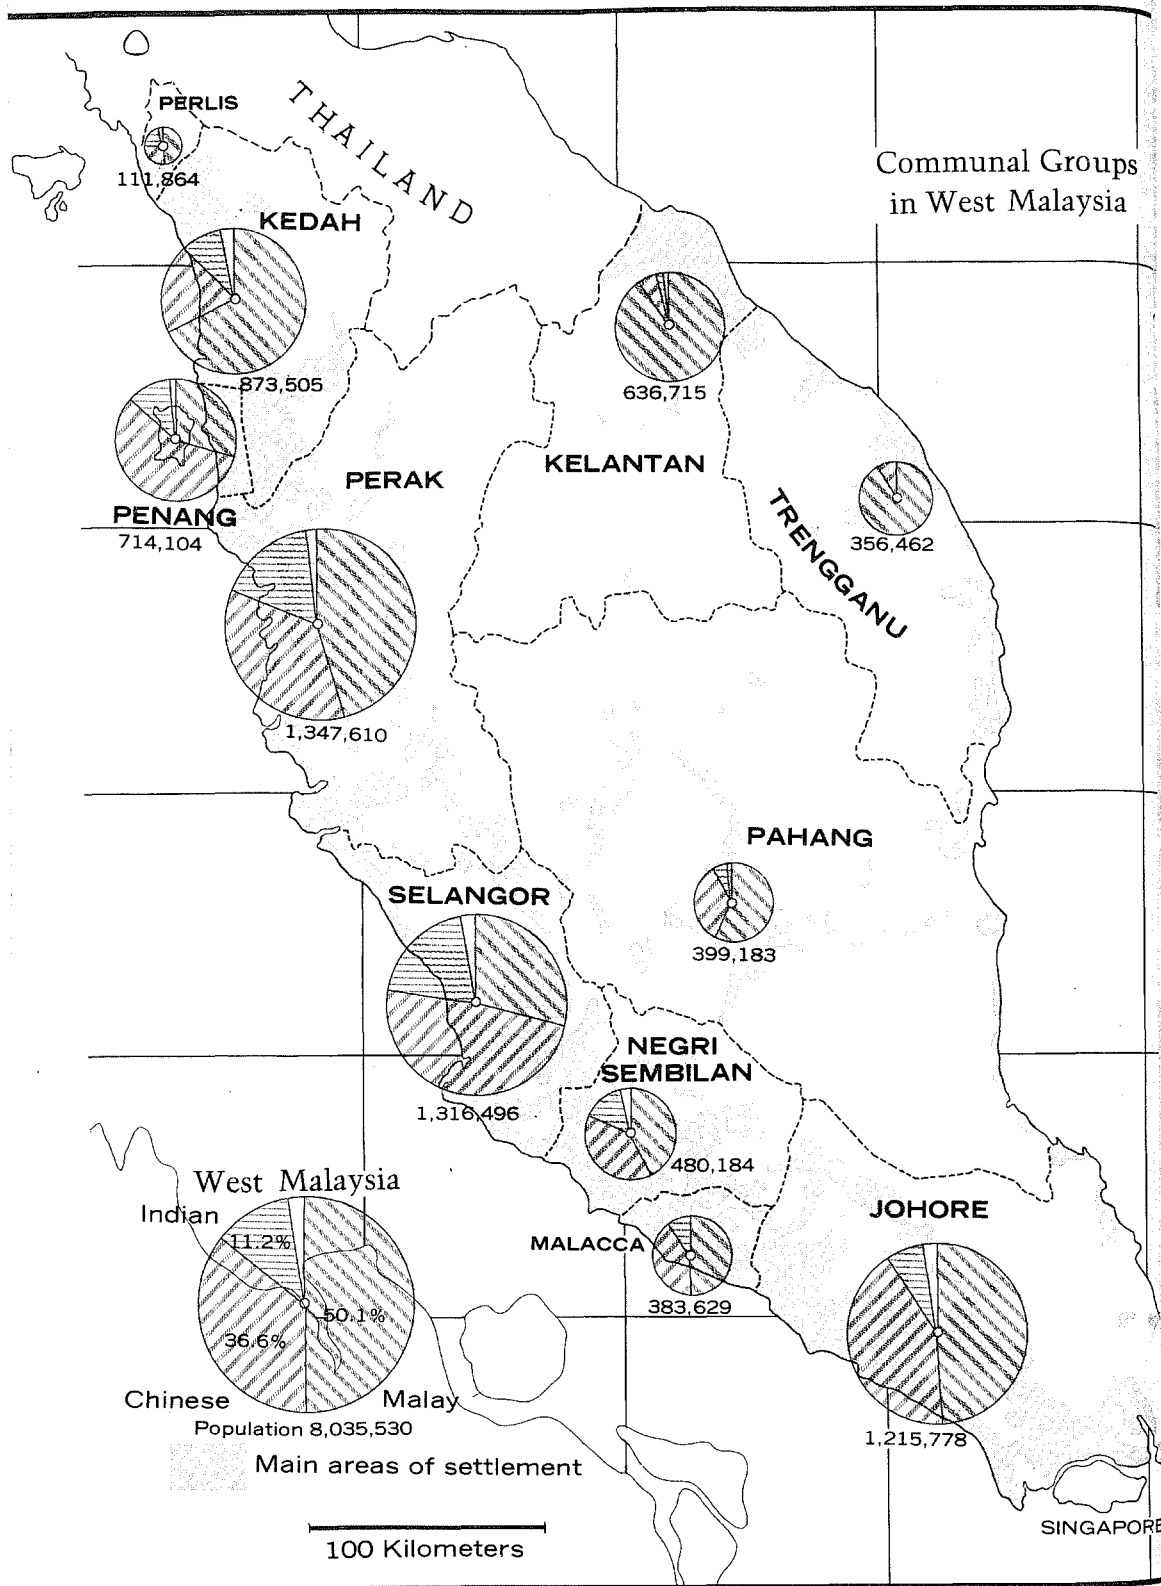 Communal Groups
in West Malaysia
THAILAND
PERLIS
111,864
KEDAH
873,505
636,715
KELANTAN
PENANG
714,104
PERAK
1,347,610
TRENGGANU
356,462
PAHANG
399,183
SELANGOR
1,316,496
NEGRI
SEMBILAN
480,184
MALACCA
383,629
JOHORE
1,215,778
SINGAPORE
West Malaysia
Indian
11.2%
50.1%
36.6%
Chinese
Malay
Population 8,035,530
Main areas of settlement
100 Kilometers